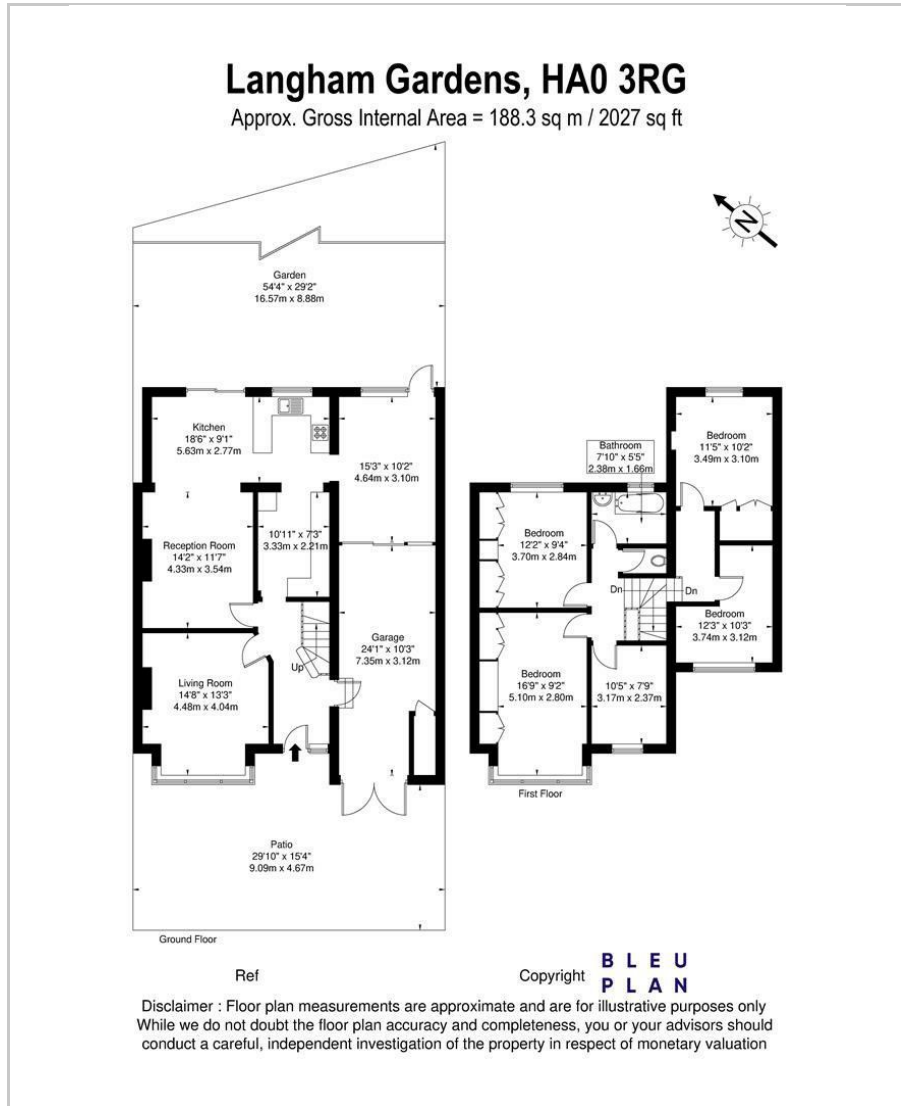 Langham Gardens, HA0 3RG
Approx. Gross Internal Area = 188.3 sq m / 2027 sq ft
N
Garden
54'4" x 29'2"
16.57m x 8.88m
Kitchen
18'6" x 9'1"
5.63m x 2.77m
15'3" x 10'2"
4.64m x 3.10m
10'11" x 7'3"
3.33m x 2.21m
Reception Room
14'2" x 11'7"
4.33m x 3.54m
Garage
24'1" x 10'3"
7.35m x 3.12m
Up
Living Room
14'8" x 13'3"
4.48m x 4.04m
Patio
29'10" x 15'4"
9.09m x 4.67m
Ground Floor
Bedroom
11'5" x 10'2"
3.49m x 3.10m
Bathroom
7'10" x 5'5"
2.38m x 1.66m
Bedroom
12'2" x 9'4"
3.70m x 2.84m
Dn
Dn
Bedroom
12'3" x 10'3"
3.74m x 3.12m
Bedroom
16'9" x 9'2"
5.10m x 2.80m
10'5" x 7'9"
3.17m x 2.37m
First Floor
Ref
Copyright
BLEU
PLAN
Disclaimer : Floor plan measurements are approximate and are for illustrative purposes only
While we do not doubt the floor plan accuracy and completeness, you or your advisors should
conduct a careful, independent investigation of the property in respect of monetary valuation